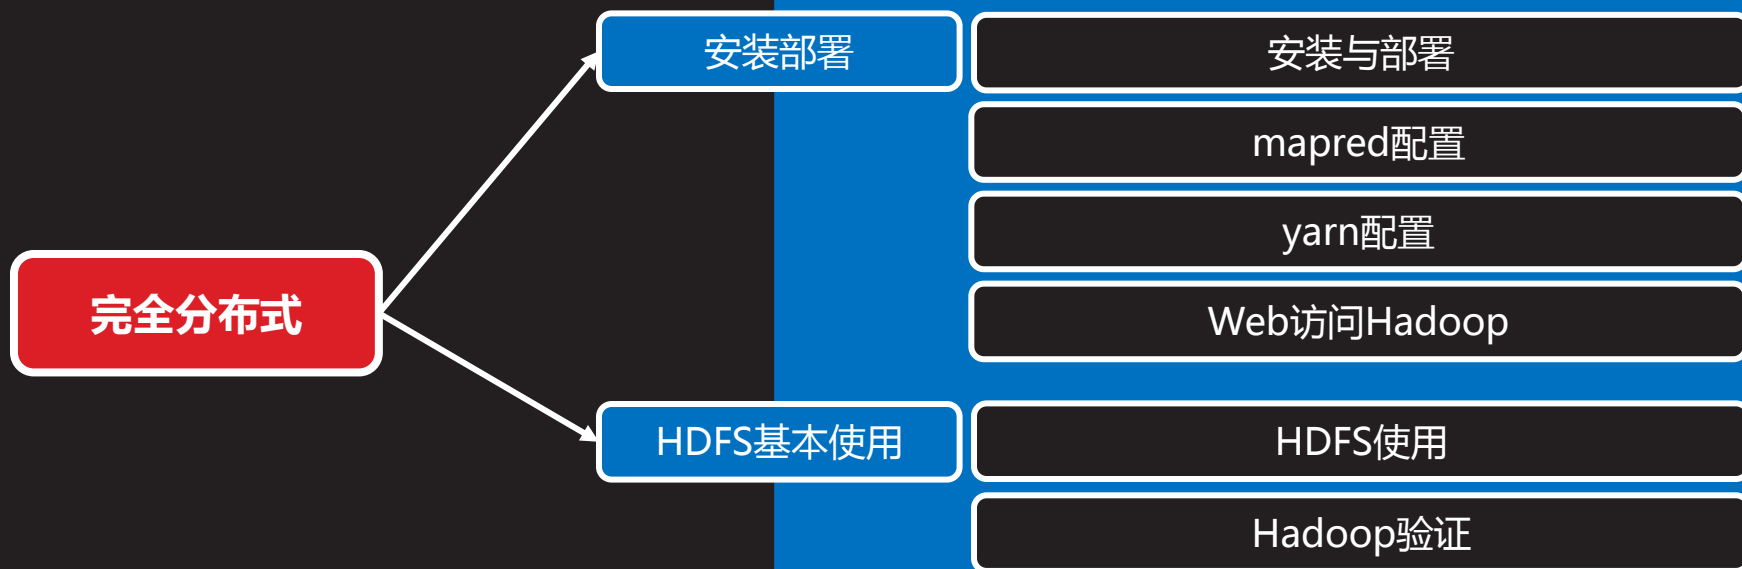 安装部署
安装与部署
mapred配置
yarn配置
完全分布式
Web访问Hadoop
HDFS基本使用
HDFS使用
Hadoop验证